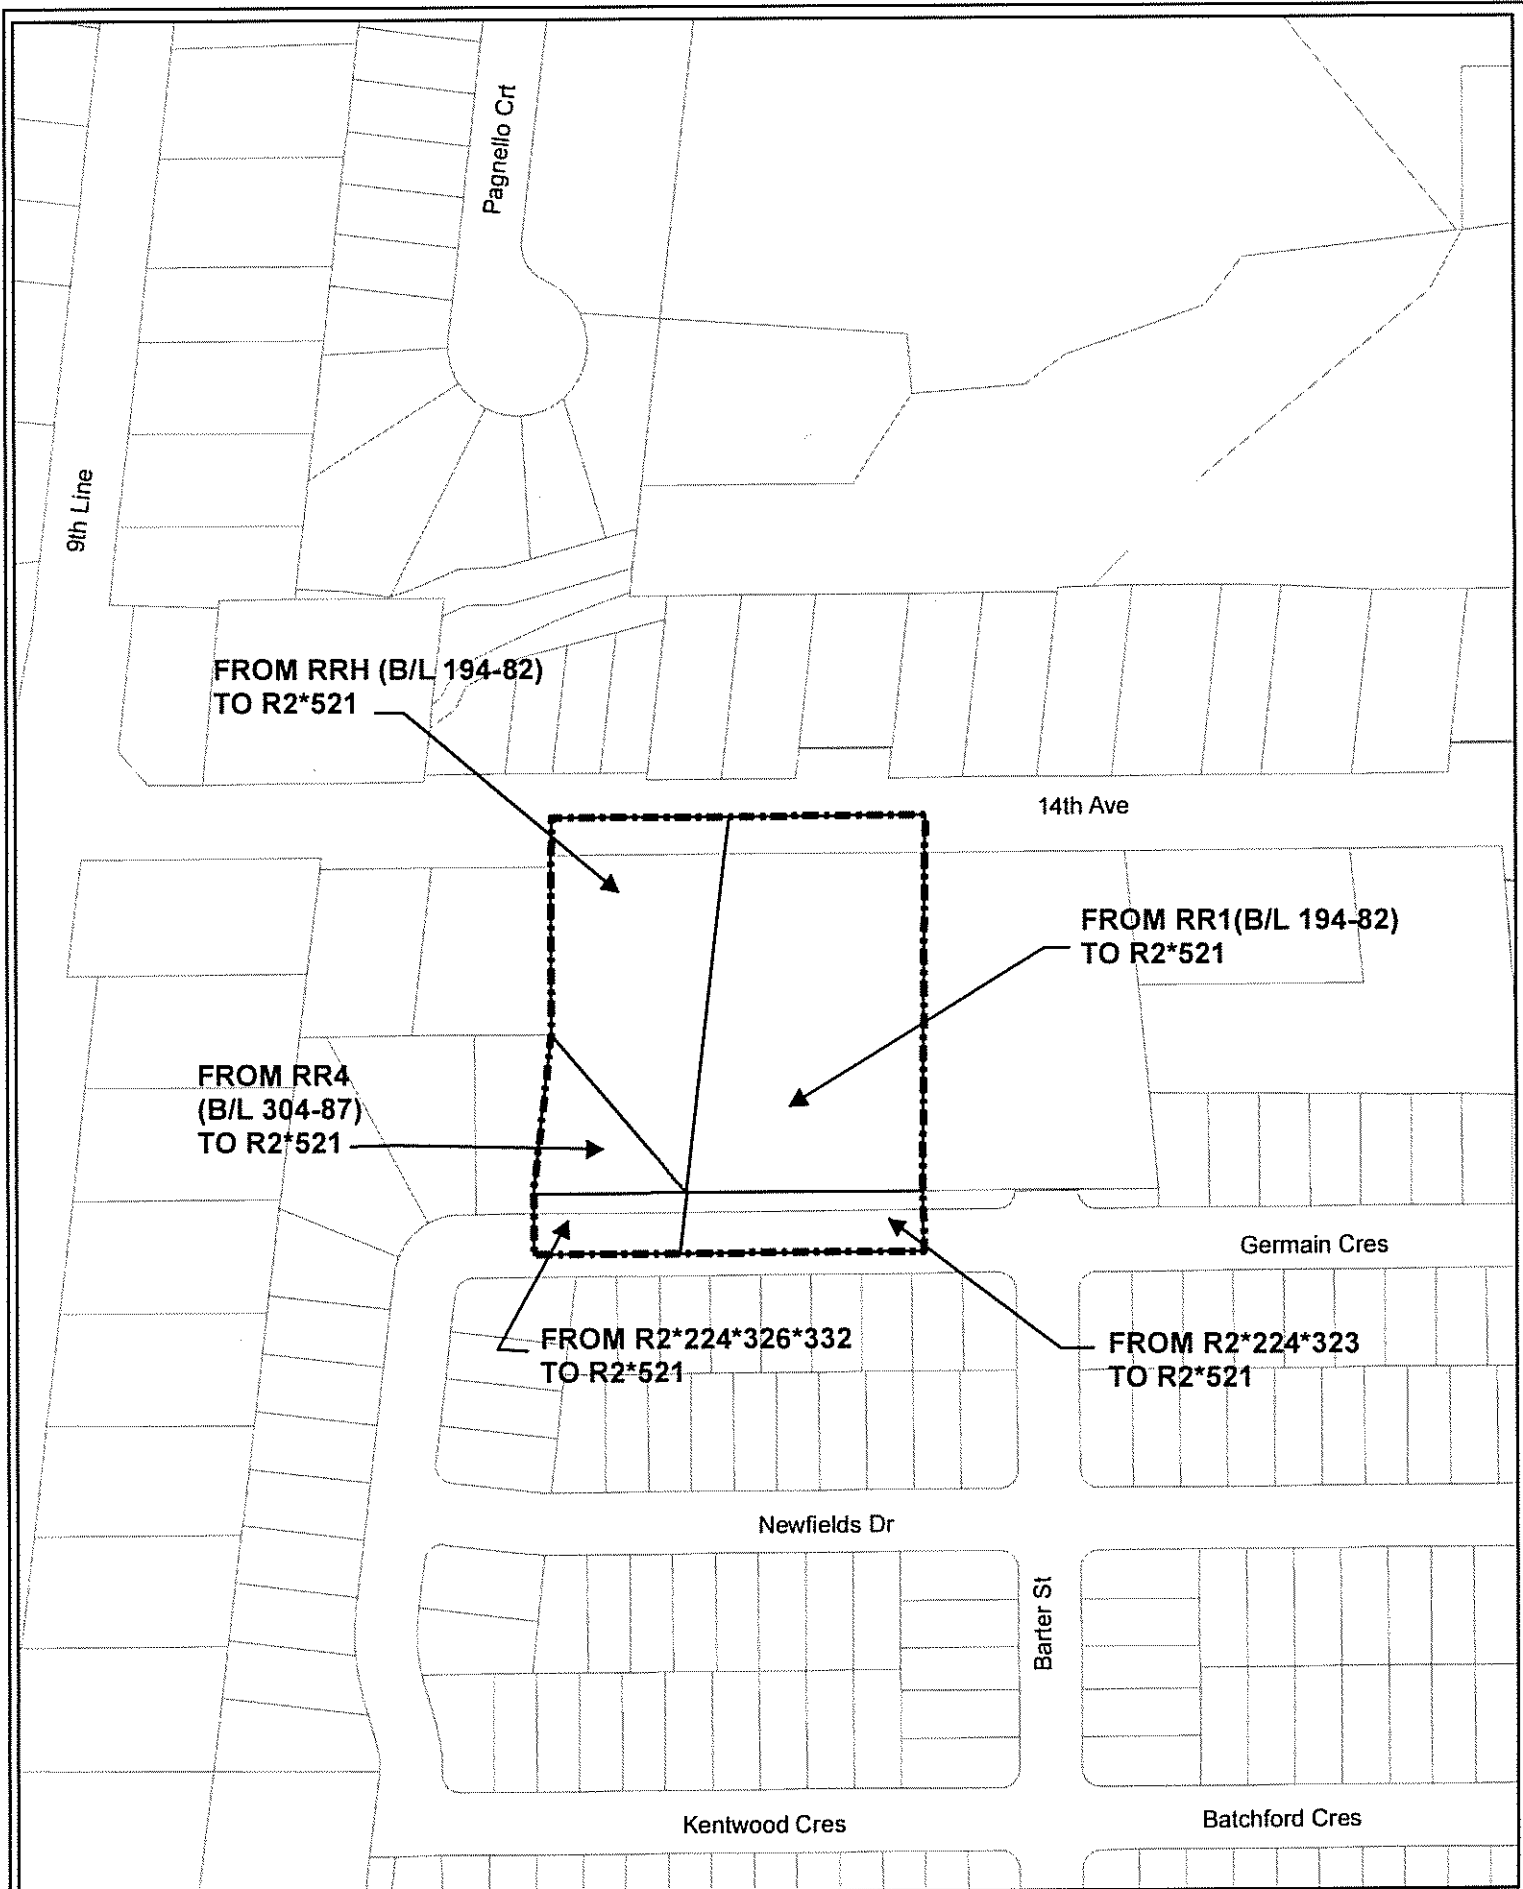 Pagnello Crt
9th Line
FROM RRH (B/L 194-82)
TO R2*521
14th Ave
FROM RR1(B/L 194-82)
TO R2*521
FROM RR4
(B/L 304-87)
TO R2*521
Germain Cres
FROM R2*224*326*332
TO R2*521
FROM R2*224*323
TO R2*521
Newfields Dr
Barter St
Kentwood Cres
Batchford Cres